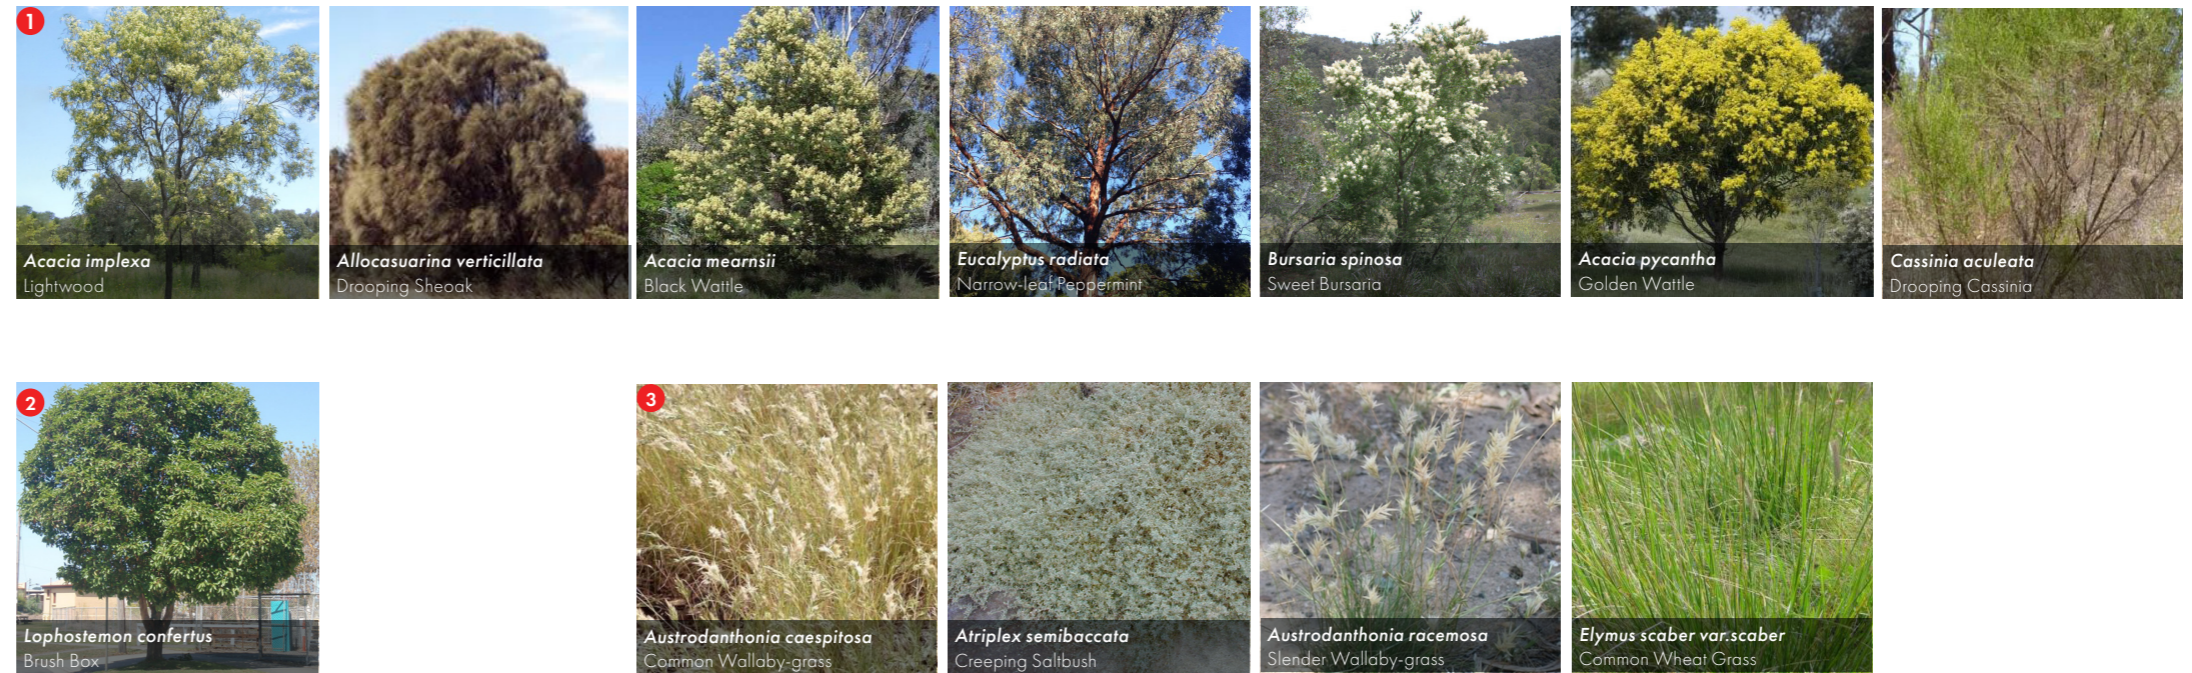 1
Acacia implexa
Lightwood
Allocasuarina verticillata
Drooping Sheoak
Acacia mearnsii
Black Wattle
Eucalyptus radiata
Narrow-leaf Peppermint
Bursaria spinosa
Sweet Bursaria
Acacia pycantha
Golden Wattle
Cassinia aculeata
Drooping Cassinia
2
Lophostemon confertus
Brush Box
3
Austrodanthonia caespitosa
Common Wallaby-grass
Atriplex semibaccata
Creeping Saltbush
Austrodanthonia racemosa
Slender Wallaby-grass
Elymus scaber var.scaber
Common Wheat Grass